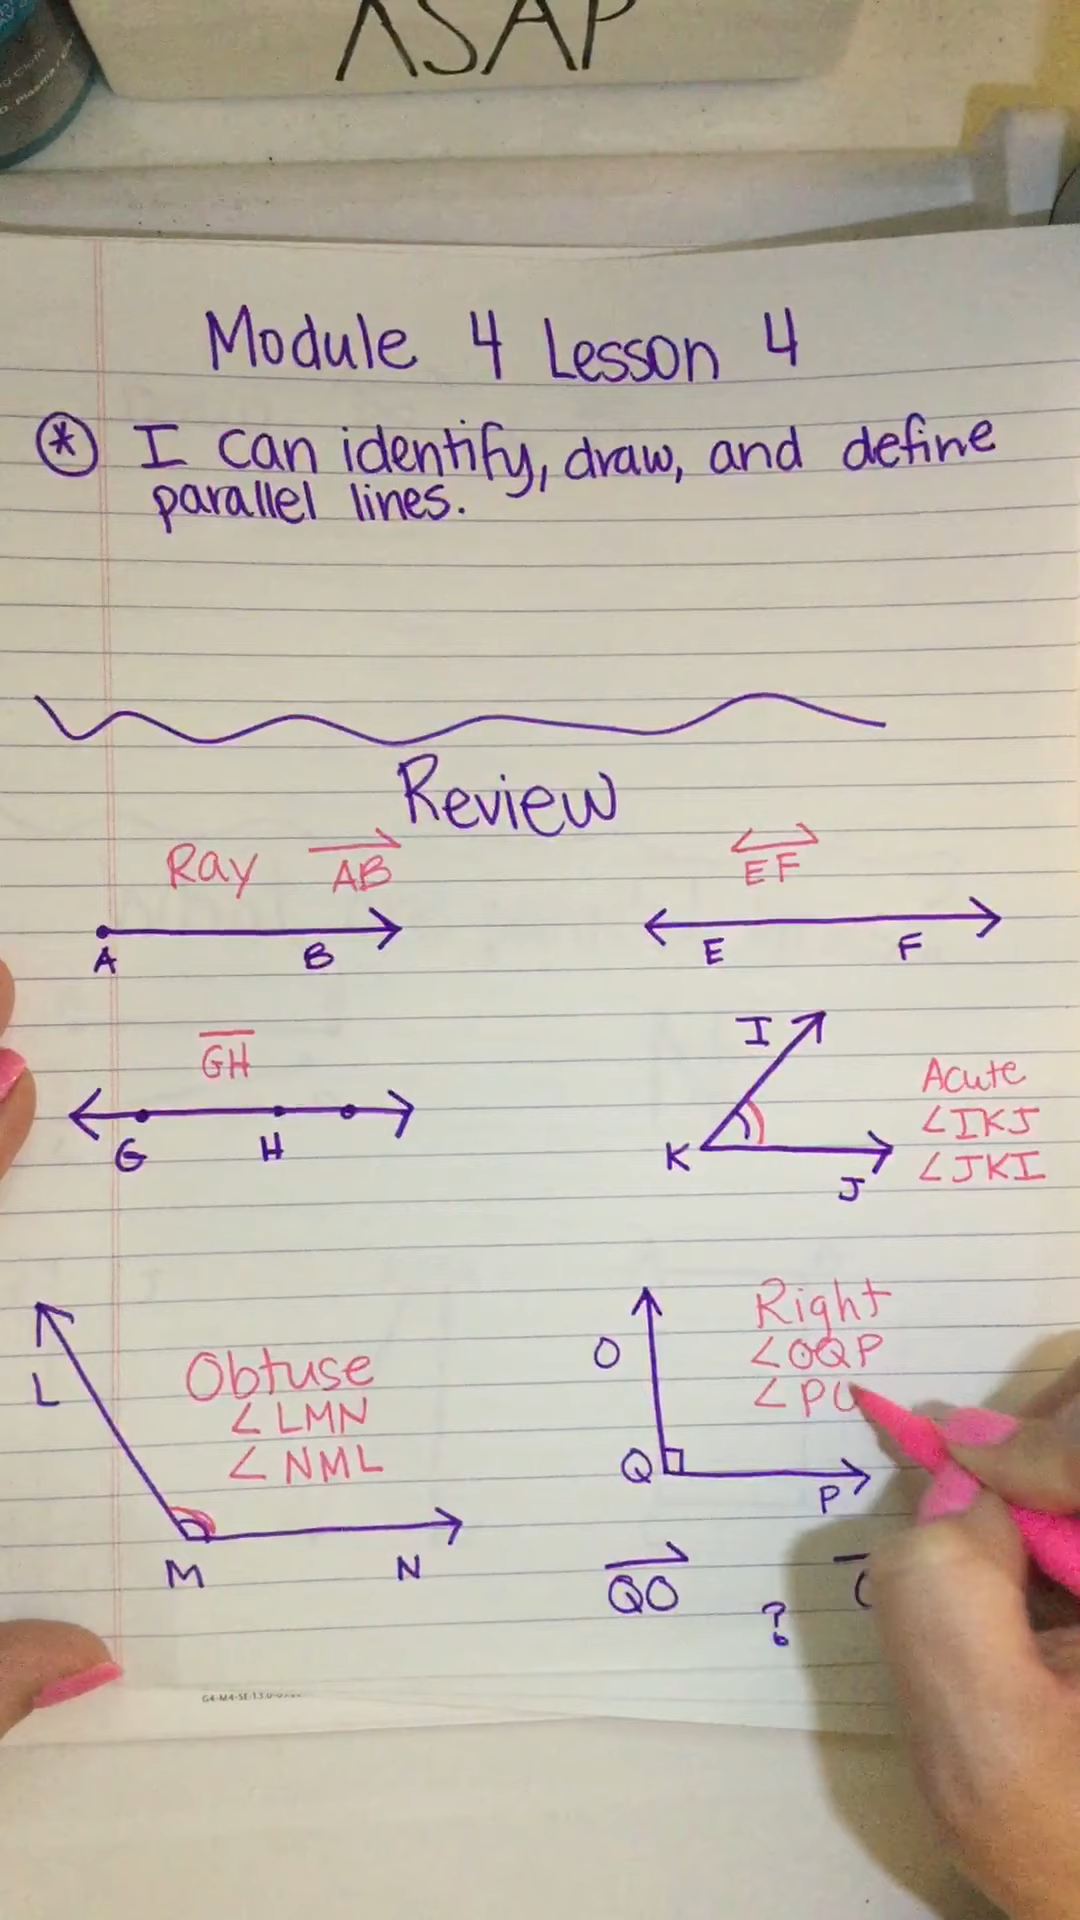 ASAP
Module 4 Lesson 4
* I can identify, draw, and define
parallel lines.
Review
Ray AB
EF
A B
E F
GH
I
Acute
∠IKJ
∠JKI
G H
K
J
Right
∠OQP
O
L
Obtuse
∠LMN
∠NML
∠P
Q
P
M N
QO
?